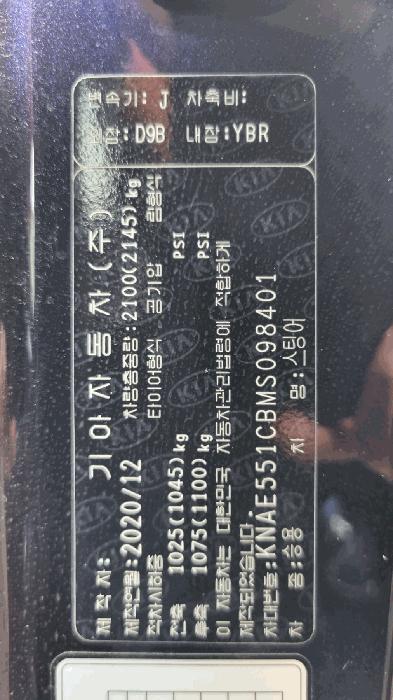 제작자: 기아자동차(주)
제작연월:2020/12 차량총중량:2100(2145)kg
적차시하중 타이어형식 공기압 림형식
전축 1025(1045)kg PSI
후축 1075(1100)kg PSI
이 자동차는 대한민국 자동차관리법령에 적합하게
제작되었습니다.
차대번호:KNAE551CBMS098401
차 종:승용 차 명:스팅어
변속기: J 차축비:
외장:D9B 내장:YBR